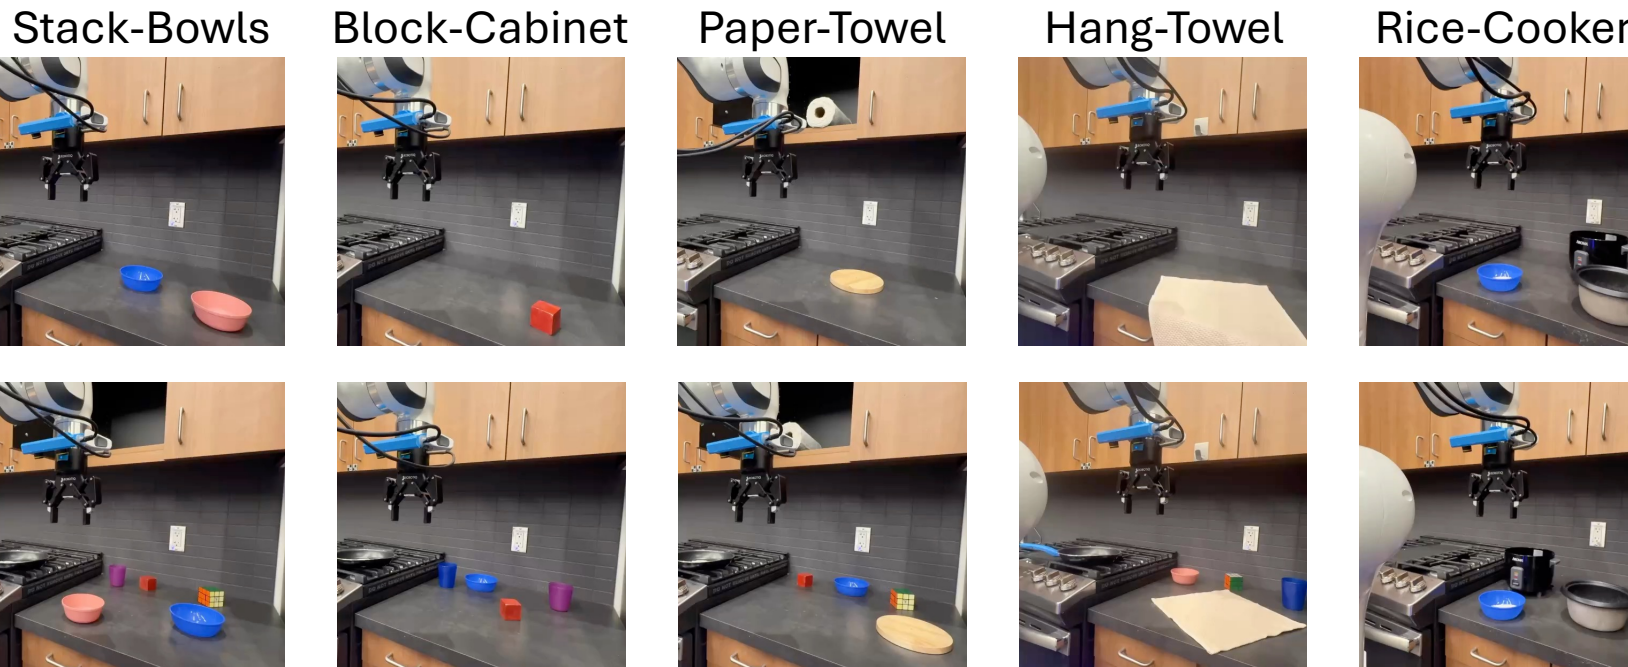 Stack-Bowls
Block-Cabinet
Paper-Towel
Hang-Towel
Rice-Cooker